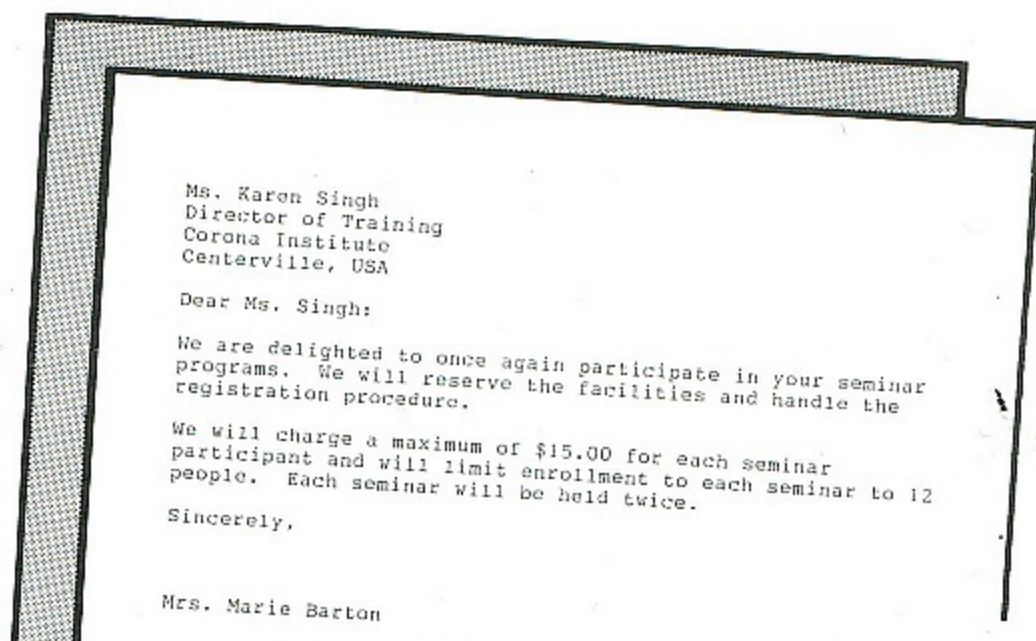 Ms. Karen Singh
Director of Training
Corona Institute
Centerville, USA
Dear Ms. Singh:
We are delighted to once again participate in your seminar
programs. We will reserve the facilities and handle the
registration procedure.
We will charge a maximum of $15.00 for each seminar
participant and will limit enrollment to each seminar to 12
people. Each seminar will be held twice.
Sincerely,
Mrs. Marie Barton